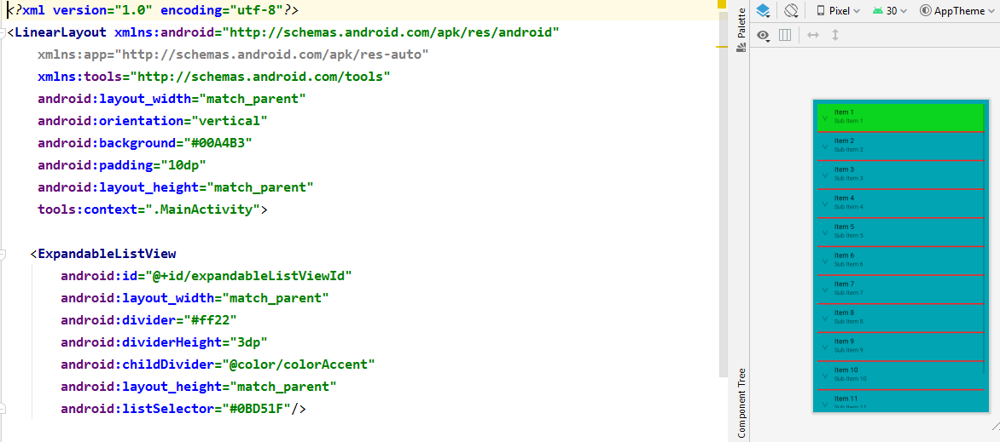 <?xml version="1.0" encoding="utf-8"?>
<LinearLayout xmlns:android="http://schemas.android.com/apk/res/android"
xmlns:app="http://schemas.android.com/apk/res-auto"
xmlns:tools="http://schemas.android.com/tools"
android:layout_width="match_parent"
android:orientation="vertical"
android:background="#00A4B3"
android:padding="10dp"
android:layout_height="match_parent"
tools:context=".MainActivity">
<ExpandableListView
android:id="@+id/expandableListViewId"
android:layout_width="match_parent"
android:divider="#ff22"
android:dividerHeight="3dp"
android:childDivider="@color/colorAccent"
android:layout_height="match_parent"
android:listSelector="#0BD51F"/>
Palette
Component Tree
Pixel 30 AppTheme
Item 1
Sub Item 1
Item 2
Sub Item 2
Item 3
Sub Item 3
Item 4
Sub Item 4
Item 5
Sub Item 5
Item 6
Sub Item 6
Item 7
Sub Item 7
Item 8
Sub Item 8
Item 9
Sub Item 9
Item 10
Sub Item 10
Item 11
Sub Item 11